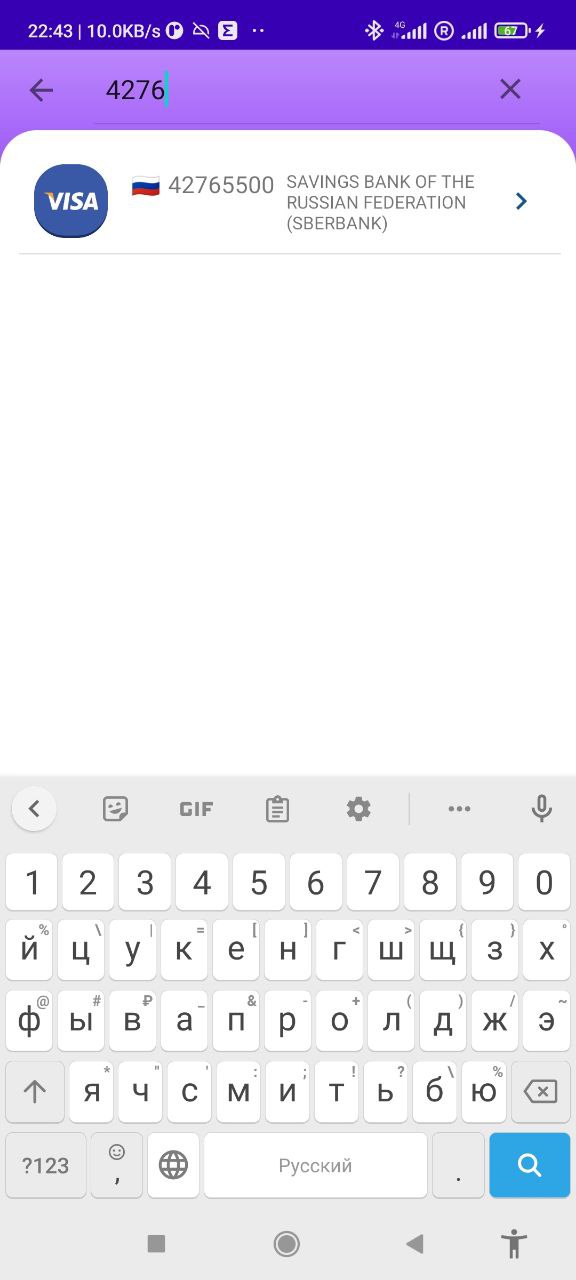 22:43 | 10.0KB/s
4G
R
67
4276
VISA
42765500
SAVINGS BANK OF THE
RUSSIAN FEDERATION
(SBERBANK)
GIF
1 2 3 4 5 6 7 8 9 0
% \ | = [ ] < > { } °
й ц у к е н г ш щ з х
@ # ₽ _ & - + ( ) / ~
ф ы в а п р о л д ж э
* " ' : ; ! ? \ %
я ч с м и т ь б ю
?123 , Русский .